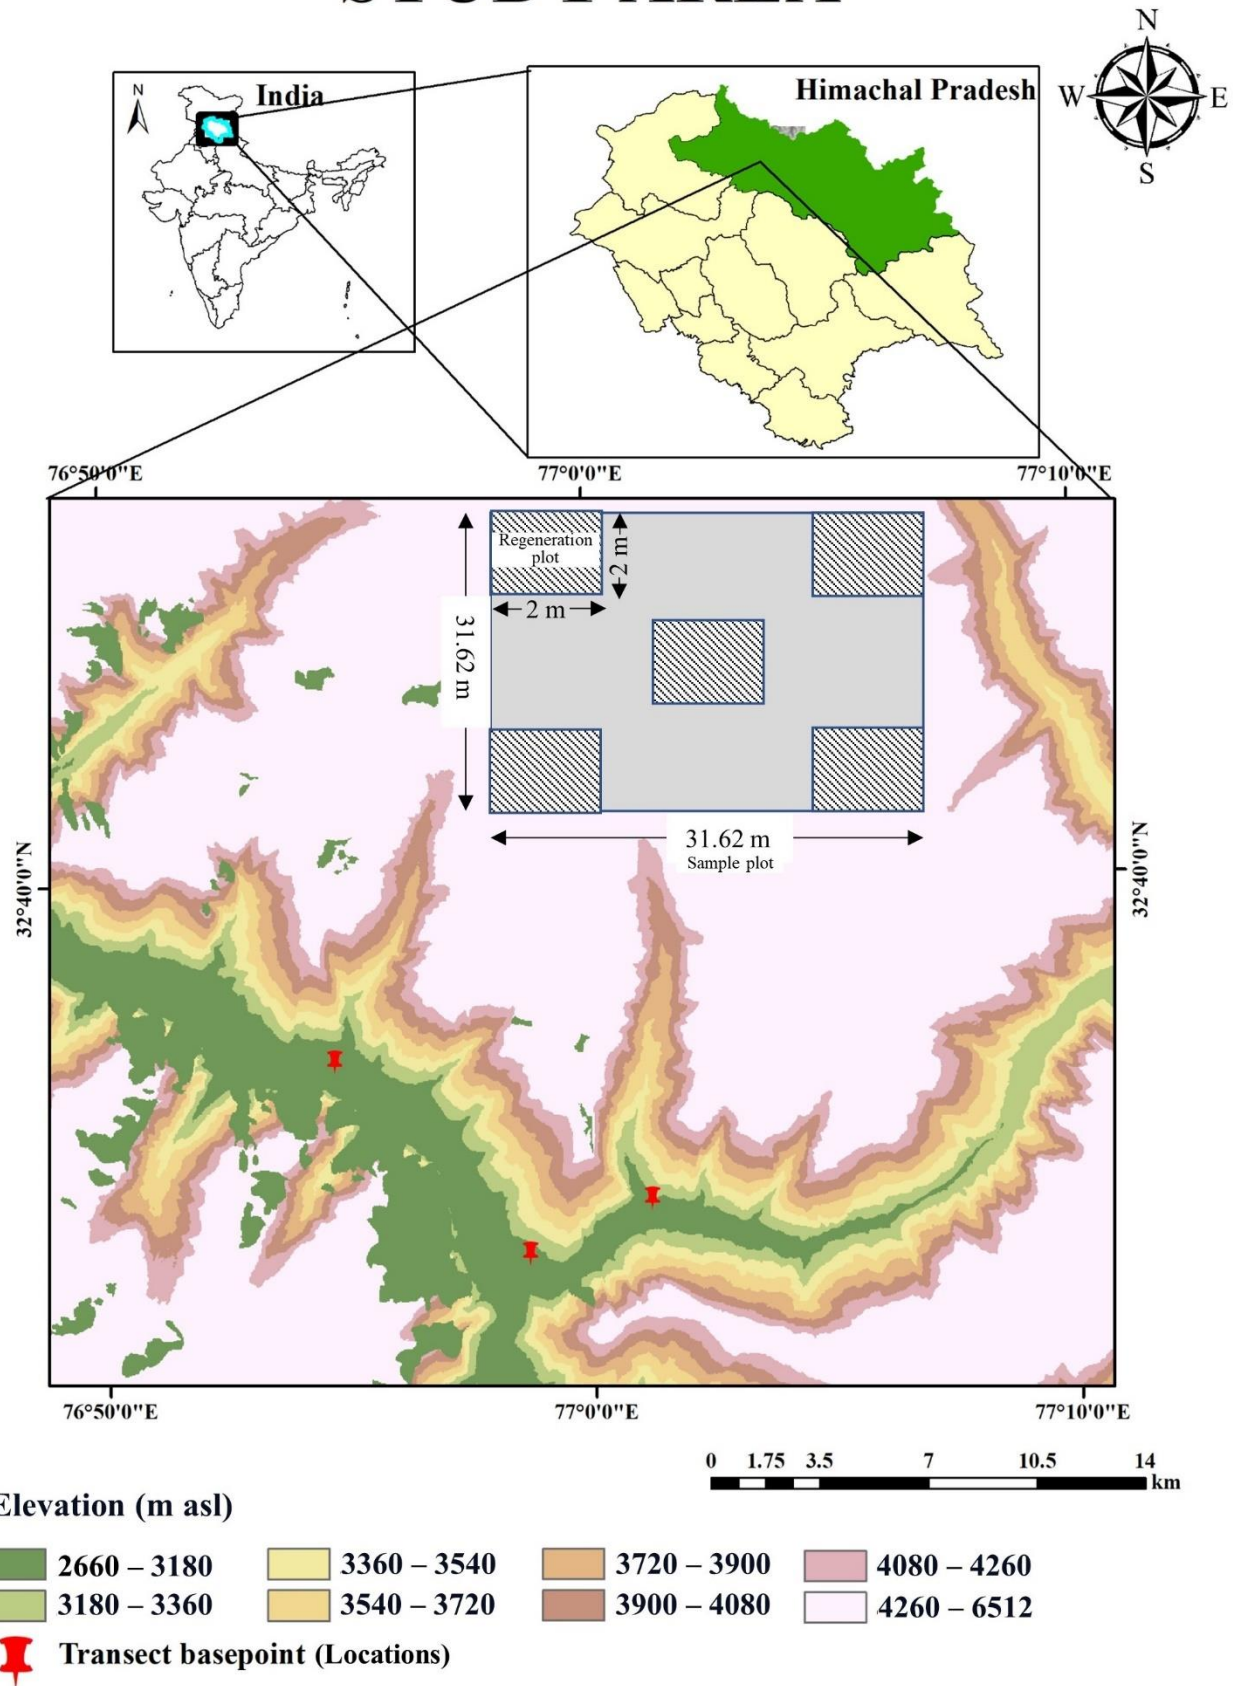 N
India
Himachal Pradesh
N
W
E
S
76°50'0"E
77°0'0"E
77°10'0"E
Regeneration
plot
2 m
2 m
31.62 m
31.62 m
Sample plot
32°40'0"N
32°40'0"N
76°50'0"E
77°0'0"E
77°10'0"E
0 1.75 3.5 7 10.5 14
km
Elevation (m asl)
2660 – 3180
3360 – 3540
3720 – 3900
4080 – 4260
3180 – 3360
3540 – 3720
3900 – 4080
4260 – 6512
Transect basepoint (Locations)